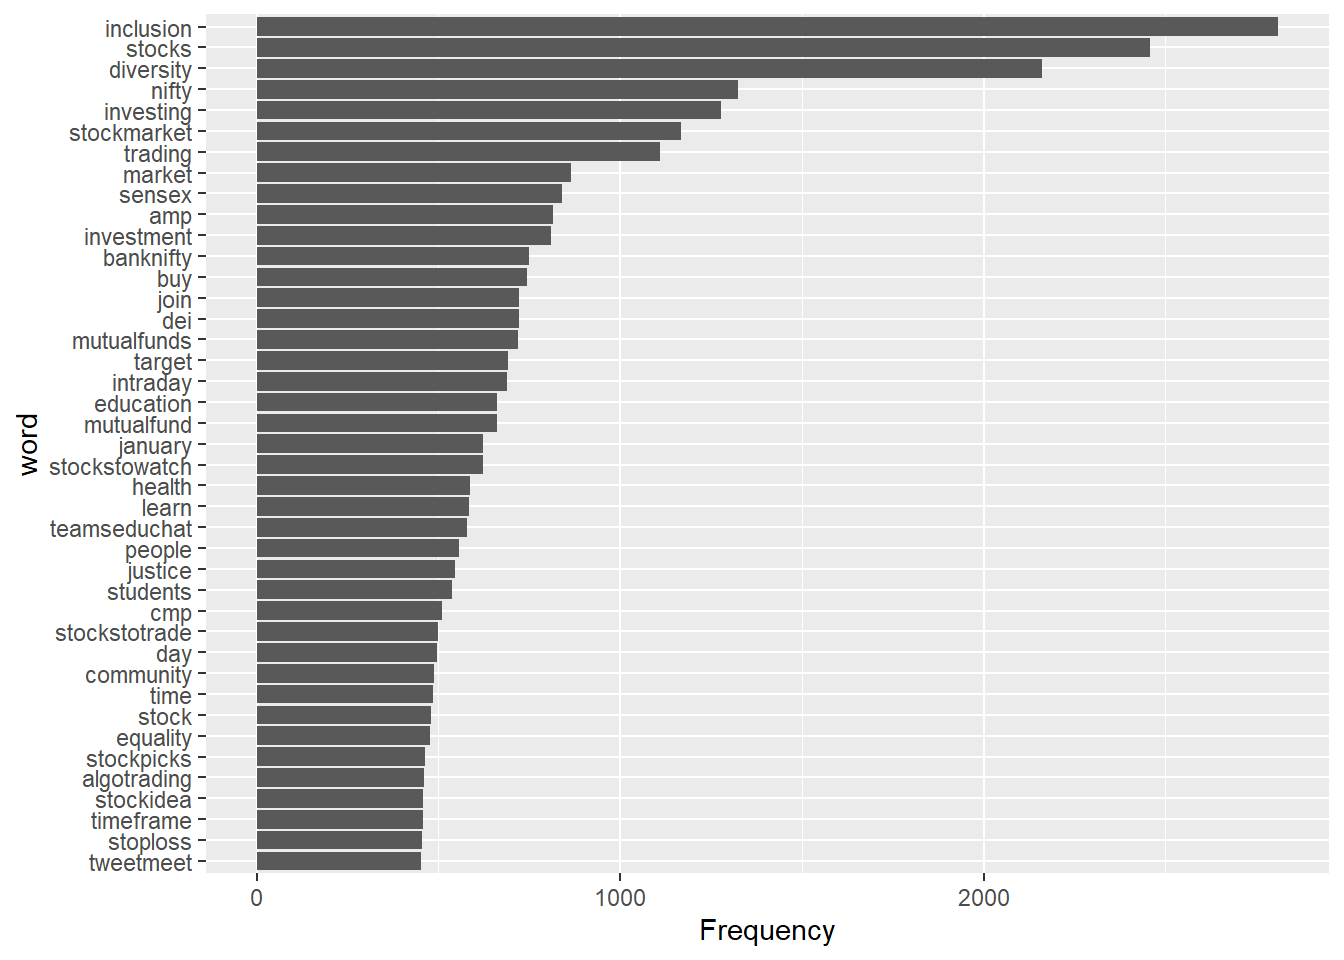 inclusion
stocks
diversity
nifty
investing
stockmarket
trading
market
sensex
amp
investment
banknifty
buy
join
dei
mutualfunds
target
intraday
education
mutualfund
january
stockstowatch
health
learn
teamseduchat
people
justice
students
cmp
stockstotrade
day
community
time
stock
equality
stockpicks
algotrading
stockidea
timeframe
stoploss
tweetmeet
word
0 1000 2000
Frequency